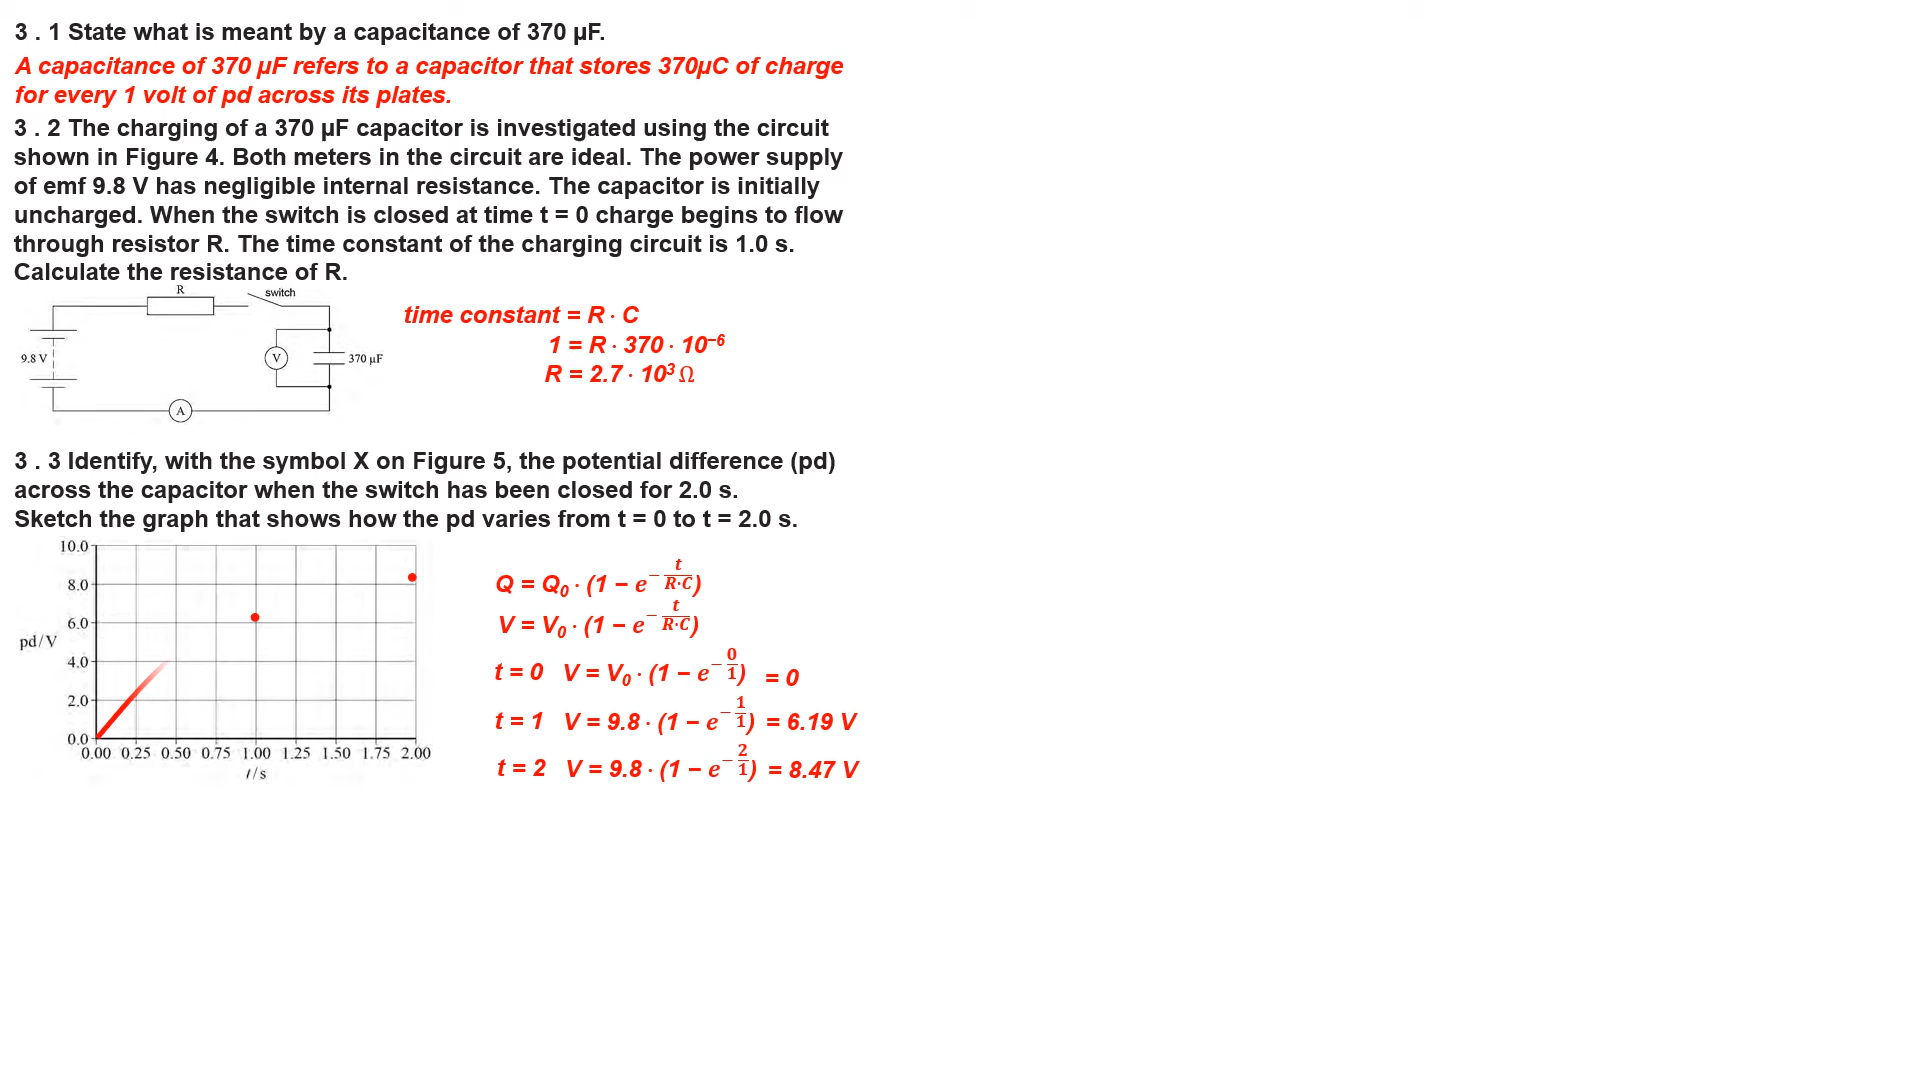 3 . 1 State what is meant by a capacitance of 370 μF.
A capacitance of 370 μF refers to a capacitor that stores 370μC of charge
for every 1 volt of pd across its plates.
3 . 2 The charging of a 370 μF capacitor is investigated using the circuit
shown in Figure 4. Both meters in the circuit are ideal. The power supply
of emf 9.8 V has negligible internal resistance. The capacitor is initially
uncharged. When the switch is closed at time t = 0 charge begins to flow
through resistor R. The time constant of the charging circuit is 1.0 s.
Calculate the resistance of R.
R
switch
9.8 V
V
370 μF
A
time constant = R · C
1 = R · 370 · 10⁻⁶
R = 2.7 · 10³ Ω
3 . 3 Identify, with the symbol X on Figure 5, the potential difference (pd)
across the capacitor when the switch has been closed for 2.0 s.
Sketch the graph that shows how the pd varies from t = 0 to t = 2.0 s.
10.0
8.0
6.0
pd/V
4.0
2.0
0.0
0.00 0.25 0.50 0.75 1.00 1.25 1.50 1.75 2.00
t/s
Q = Q₀ · (1 − e^(−t/(R·C)))
V = V₀ · (1 − e^(−t/(R·C)))
t = 0 V = V₀ · (1 − e^(−0/1)) = 0
t = 1 V = 9.8 · (1 − e^(−1/1)) = 6.19 V
t = 2 V = 9.8 · (1 − e^(−2/1)) = 8.47 V